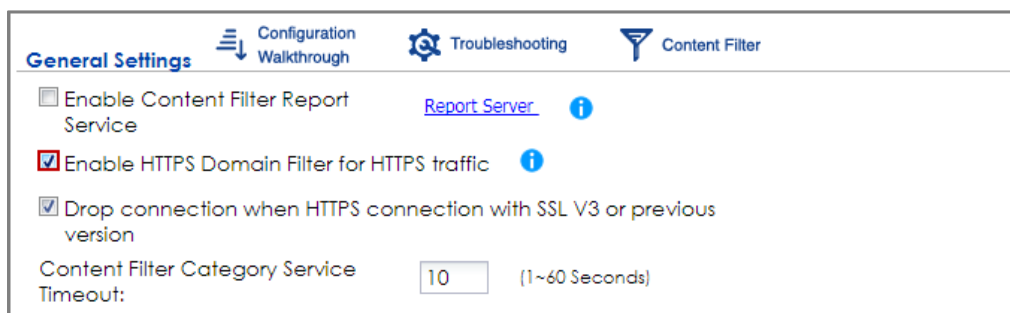 General Settings
Configuration
Walkthrough
Troubleshooting
Content Filter
Enable Content Filter Report
Service
Report Server
i
Enable HTTPS Domain Filter for HTTPS traffic
i
Drop connection when HTTPS connection with SSL V3 or previous
version
Content Filter Category Service
Timeout:
10
(1~60 Seconds)